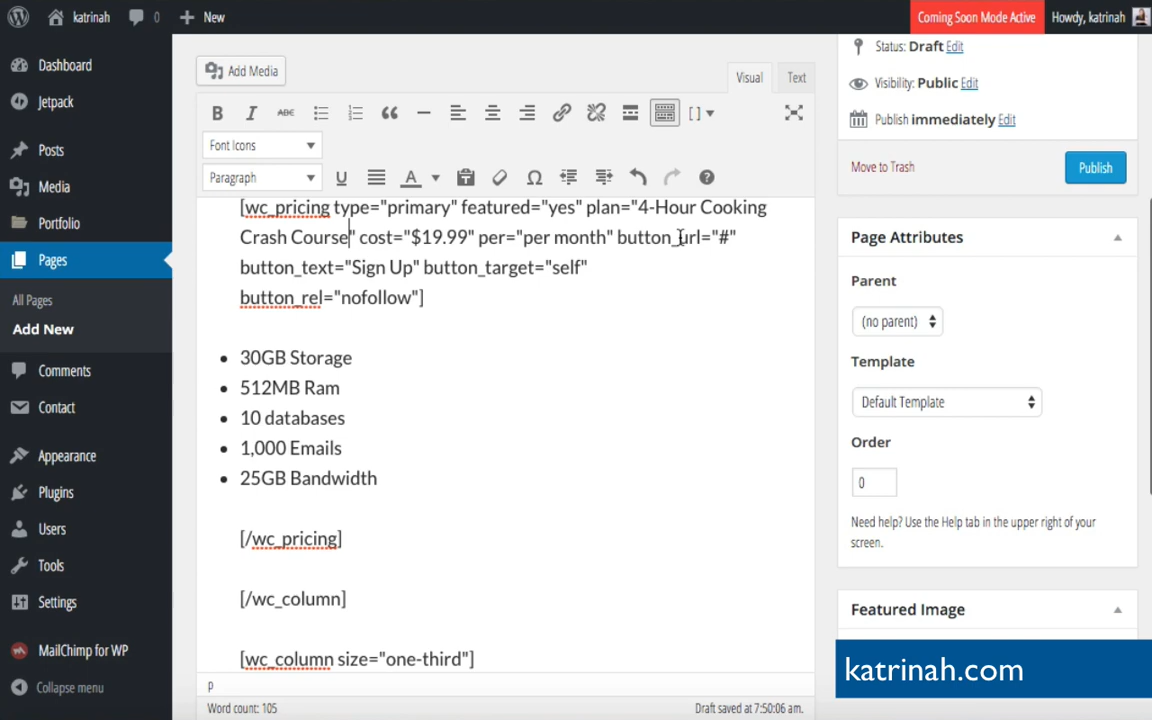 katrinah
0
New
Coming Soon Mode Active
Howdy, katrinah
Dashboard
Jetpack
Posts
Media
Portfolio
Pages
All Pages
Add New
Comments
Contact
Appearance
Plugins
Users
Tools
Settings
MailChimp for WP
Collapse menu
Add Media
Visual
Text
B I ABC
[ ]
Font Icons
Paragraph
U A Ω ?
[wc_pricing type="primary" featured="yes" plan="4-Hour Cooking
Crash Course" cost="$19.99" per="per month" button_url="#"
button_text="Sign Up" button_target="self"
button_rel="nofollow"]
30GB Storage
512MB Ram
10 databases
1,000 Emails
25GB Bandwidth
[/wc_pricing]
[/wc_column]
[wc_column size="one-third"]
p
Word count: 105
Draft saved at 7:50:06 am.
Status: Draft Edit
Visibility: Public Edit
Publish immediately Edit
Move to Trash
Publish
Page Attributes
Parent
(no parent)
Template
Default Template
Order
0
Need help? Use the Help tab in the upper right of your
screen.
Featured Image
katrinah.com